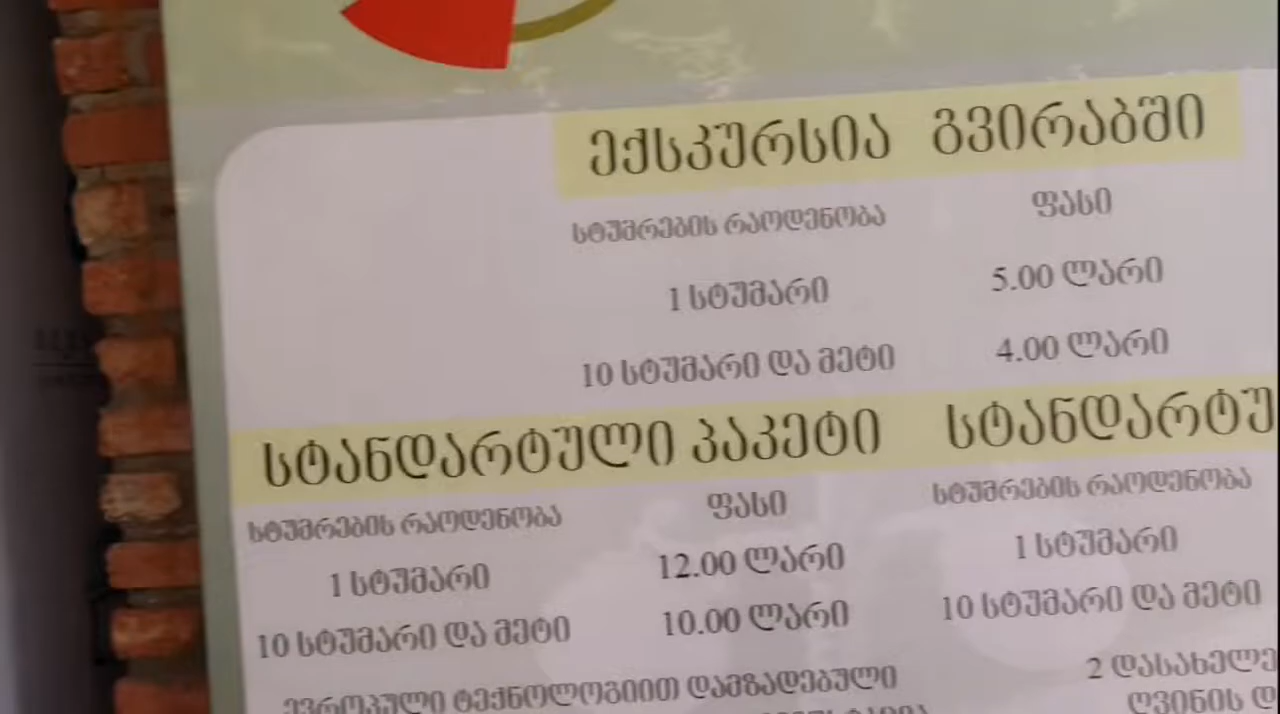 ექსკურსია გვირაბში
სტუმრების რაოდენობა ფასი
1 სტუმარი 5.00 ლარი
10 სტუმარი და მეტი 4.00 ლარი
სტანდარტული პაკეტი სტანდარტუ
სტუმრების რაოდენობა ფასი სტუმრების რაოდენობა
1 სტუმარი 12.00 ლარი 1 სტუმარი
10 სტუმარი და მეტი 10.00 ლარი 10 სტუმარი და მეტი
ევროპული ტექნოლოგიით დამზადებული 2 დასახელე
ღვინის დ